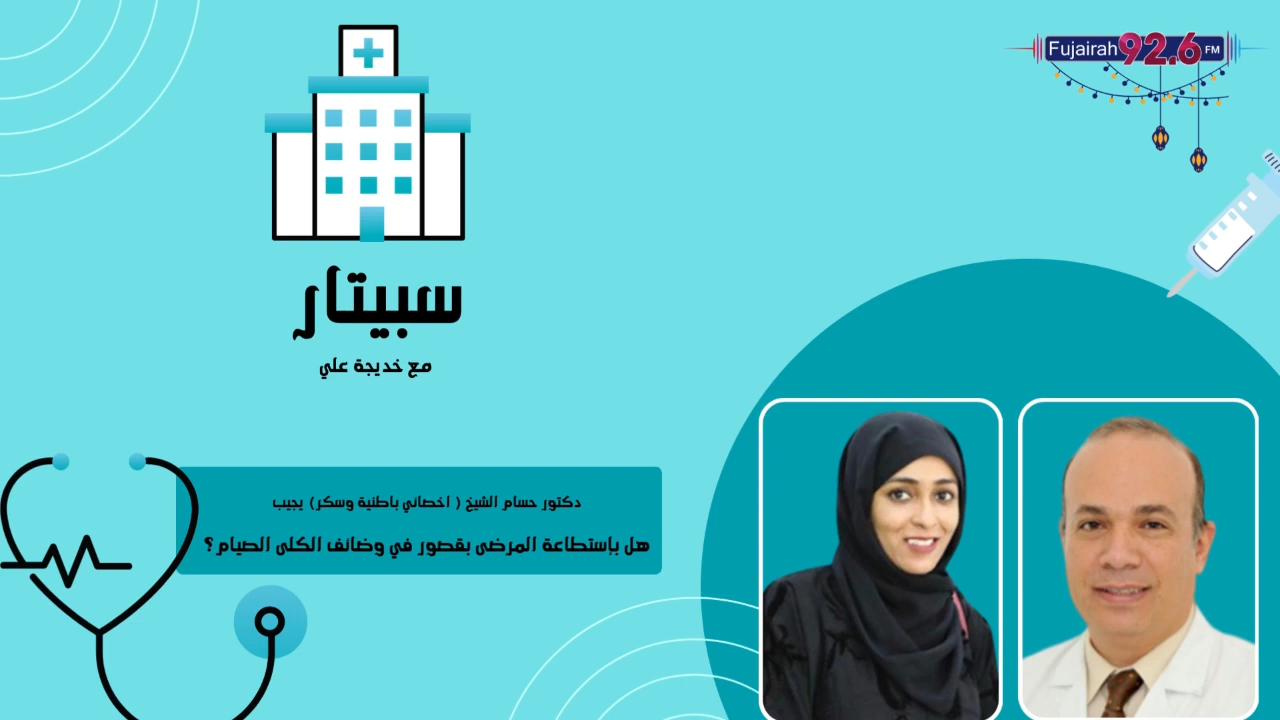 Fujairah 92.6 FM
سبيتار
مع خديجة علي
دكتور حسام الشيخ ( اخصائي باطنية وسكر) يجيب
هل بإستطاعة المرضى بقصور في وضائف الكلى الصيام؟